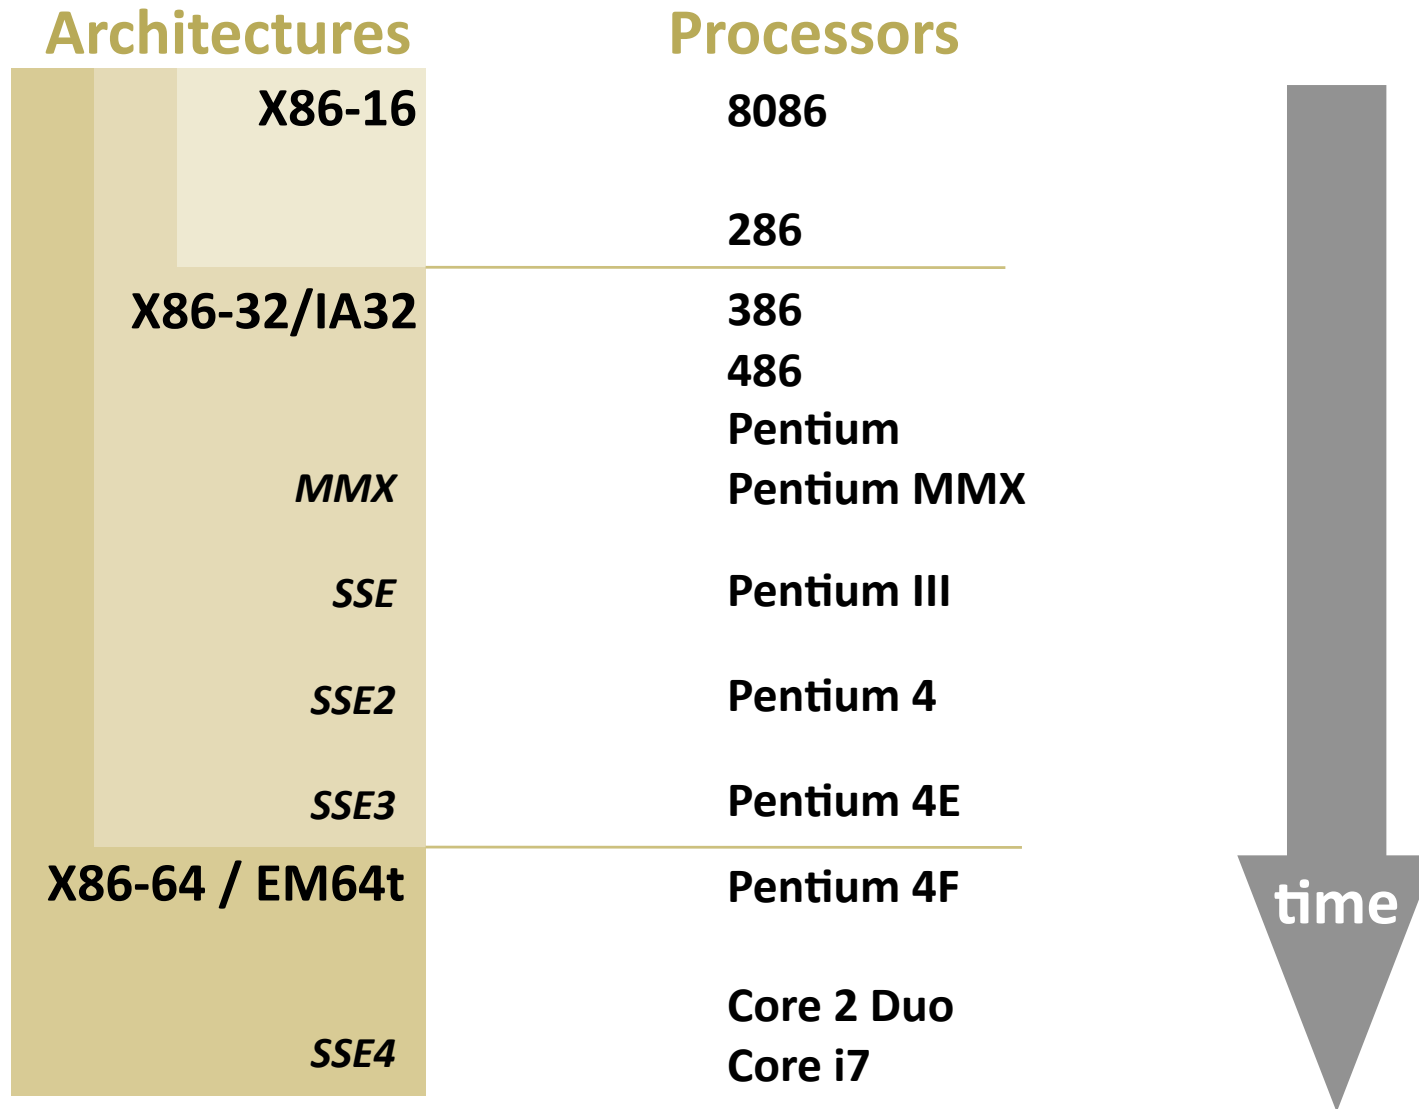 Architectures Processors
X86-16 8086
286
X86-32/IA32 386
486
Pentium
MMX Pentium MMX
SSE Pentium III
SSE2 Pentium 4
SSE3 Pentium 4E
X86-64 / EM64t Pentium 4F
time
Core 2 Duo
SSE4 Core i7